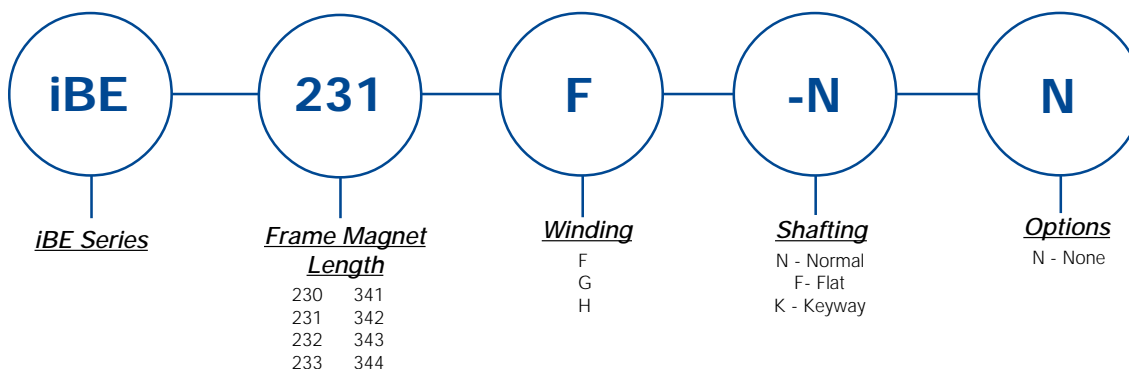 iBE 231 F -N N
iBE Series
Frame Magnet
Length
230 341
231 342
232 343
233 344
Winding
F
G
H
Shafting
N - Normal
F- Flat
K - Keyway
Options
N - None